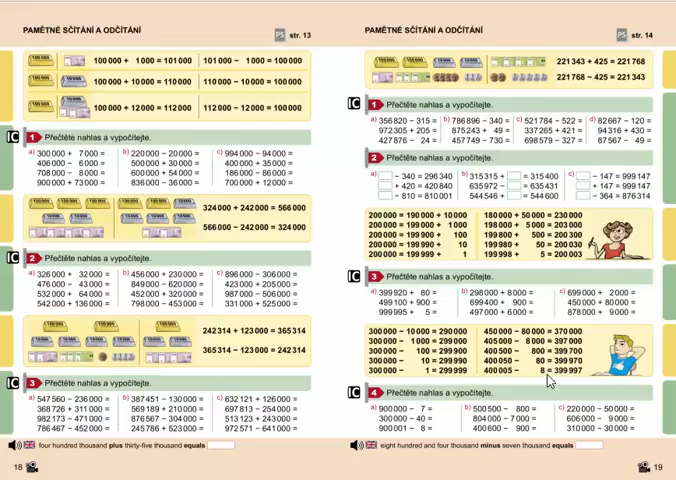 PAMĚTNÉ SČÍTÁNÍ A ODČÍTÁNÍ
PS str. 13
100 000 + 1 000 = 101 000 101 000 − 1 000 = 100 000
100 000 + 10 000 = 110 000 110 000 − 10 000 = 100 000
100 000 + 12 000 = 112 000 112 000 − 12 000 = 100 000
1 Přečtěte nahlas a vypočítejte.
a) 300 000 + 7 000 = b) 220 000 − 20 000 = c) 994 000 − 94 000 =
406 000 − 6 000 = 500 000 + 30 000 = 400 000 + 35 000 =
708 000 − 8 000 = 600 000 + 54 000 = 186 000 − 86 000 =
900 000 + 73 000 = 836 000 − 36 000 = 700 000 + 12 000 =
324 000 + 242 000 = 566 000
566 000 − 242 000 = 324 000
2 Přečtěte nahlas a vypočítejte.
a) 326 000 + 32 000 = b) 456 000 + 230 000 = c) 896 000 − 306 000 =
476 000 − 43 000 = 849 000 − 620 000 = 423 000 + 205 000 =
532 000 + 64 000 = 452 000 + 320 000 = 987 000 − 506 000 =
542 000 + 136 000 = 798 000 − 453 000 = 331 000 + 525 000 =
242 314 + 123 000 = 365 314
365 314 − 123 000 = 242 314
3 Přečtěte nahlas a vypočítejte.
a) 547 560 − 236 000 = b) 387 451 − 130 000 = c) 632 121 + 126 000 =
368 726 + 311 000 = 569 189 + 210 000 = 697 813 − 254 000 =
982 173 − 471 000 = 876 567 − 304 000 = 513 123 + 243 000 =
786 467 − 452 000 = 245 786 + 523 000 = 972 571 − 641 000 =
four hundred thousand plus thirty-five thousand equals
18
PAMĚTNÉ SČÍTÁNÍ A ODČÍTÁNÍ
PS str. 14
221 343 + 425 = 221 768
221 768 − 425 = 221 343
1 Přečtěte nahlas a vypočítejte.
a) 356 820 − 315 = b) 786 896 − 340 = c) 521 784 − 522 = d) 82 667 − 120 =
972 305 + 205 = 875 243 + 49 = 337 265 + 421 = 94 316 + 430 =
427 876 − 24 = 457 749 − 730 = 698 579 − 327 = 87 567 − 49 =
2 Přečtěte nahlas a vypočítejte.
a) − 340 = 296 340 b) 315 315 + = 315 400 c) − 147 = 999 147
+ 420 = 420 840 635 972 − = 635 431 + 147 = 999 147
− 810 = 810 001 544 546 + = 544 600 − 364 = 876 314
200 000 = 190 000 + 10 000 180 000 + 50 000 = 230 000
200 000 = 199 000 + 1 000 198 000 + 5 000 = 203 000
200 000 = 199 900 + 100 199 800 + 500 = 200 300
200 000 = 199 990 + 10 199 980 + 50 = 200 030
200 000 = 199 999 + 1 199 998 + 5 = 200 003
3 Přečtěte nahlas a vypočítejte.
a) 399 920 + 80 = b) 298 000 + 8 000 = c) 699 000 + 2 000 =
499 100 + 900 = 699 400 + 900 = 450 000 + 80 000 =
999 995 + 5 = 497 000 + 6 000 = 878 000 + 9 000 =
300 000 − 10 000 = 290 000 450 000 − 80 000 = 370 000
300 000 − 1 000 = 299 000 405 000 − 8 000 = 397 000
300 000 − 100 = 299 900 400 500 − 800 = 399 700
300 000 − 10 = 299 990 400 050 − 80 = 399 970
300 000 − 1 = 299 999 400 005 − 8 = 399 997
4 Přečtěte nahlas a vypočítejte.
a) 900 000 − 7 = b) 500 500 − 800 = c) 220 000 − 50 000 =
300 000 − 40 = 804 000 − 7 000 = 606 000 − 9 000 =
900 001 − 8 = 400 600 − 900 = 310 000 − 30 000 =
eight hundred and four thousand minus seven thousand equals
19